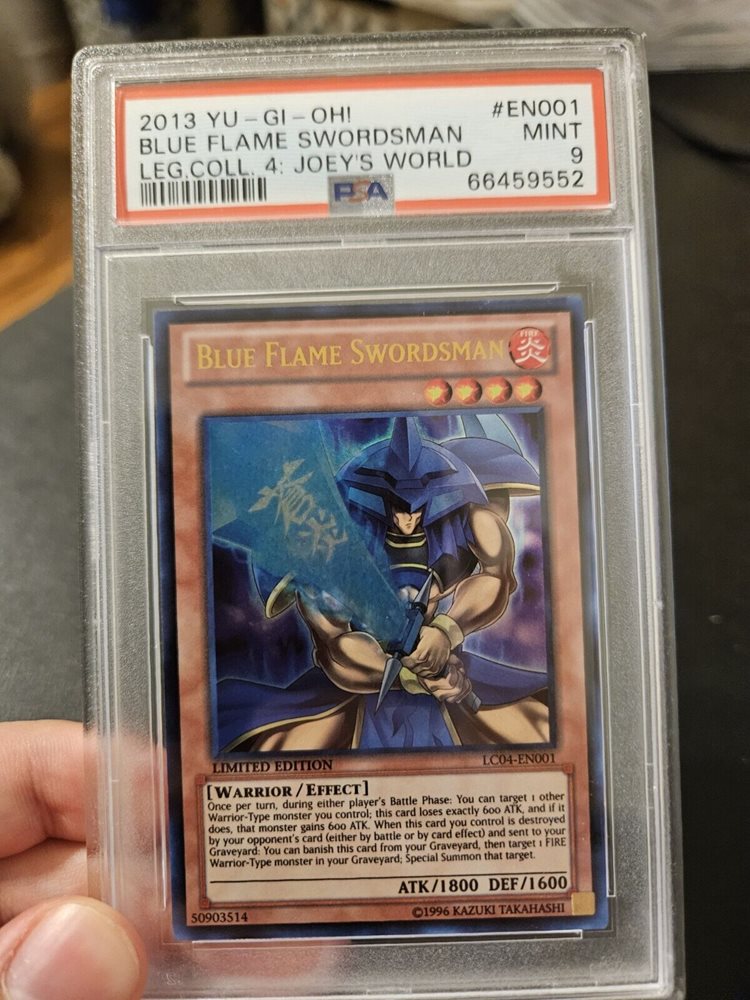 2013 YU-GI-OH! #EN001
BLUE FLAME SWORDSMAN MINT
LEG.COLL. 4: JOEY'S WORLD 9
PSA 66459552
BLUE FLAME SWORDSMAN
FIRE
炎
蒼炎
LIMITED EDITION LC04-EN001
[WARRIOR/EFFECT]
Once per turn, during either player's Battle Phase: You can target 1 other
Warrior-Type monster you control; this card loses exactly 600 ATK, and if it
does, that monster gains 600 ATK. When this card you control is destroyed
by your opponent's card (either by battle or by card effect) and sent to your
Graveyard: You can banish this card from your Graveyard, then target 1 FIRE
Warrior-Type monster in your Graveyard; Special Summon that target.
ATK/1800 DEF/1600
50903514 ©1996 KAZUKI TAKAHASHI